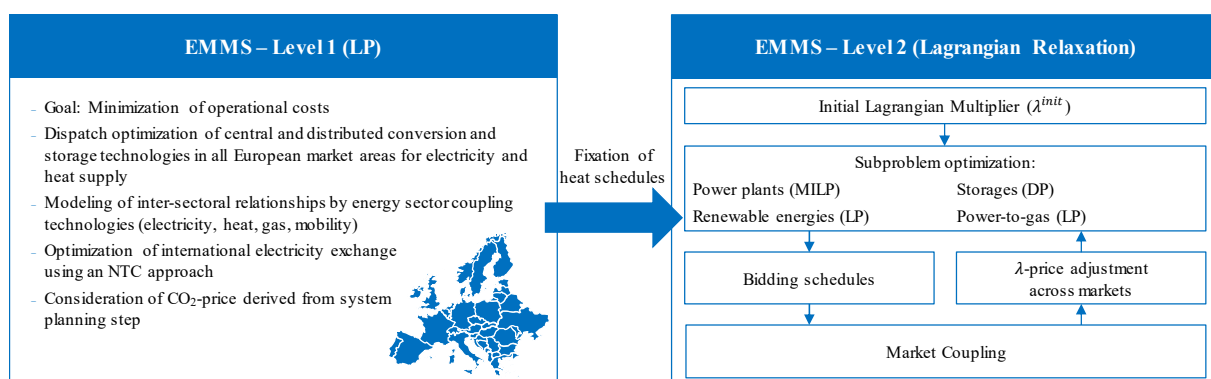 EMMS – Level 1 (LP)
- Goal: Minimization of operational costs
- Dispatch optimization of central and distributed conversion and
storage technologies in all European market areas for electricity and
heat supply
- Modeling of inter-sectoral relationships by energy sector coupling
technologies (electricity, heat, gas, mobility)
- Optimization of international electricity exchange
using an NTC approach
- Consideration of CO₂-price derived from system
planning step
Fixation of
heat schedules
EMMS – Level 2 (Lagrangian Relaxation)
Initial Lagrangian Multiplier (λ^{init})
Subproblem optimization:
Power plants (MILP)
Storages (DP)
Renewable energies (LP)
Power-to-gas (LP)
Bidding schedules
λ-price adjustment
across markets
Market Coupling